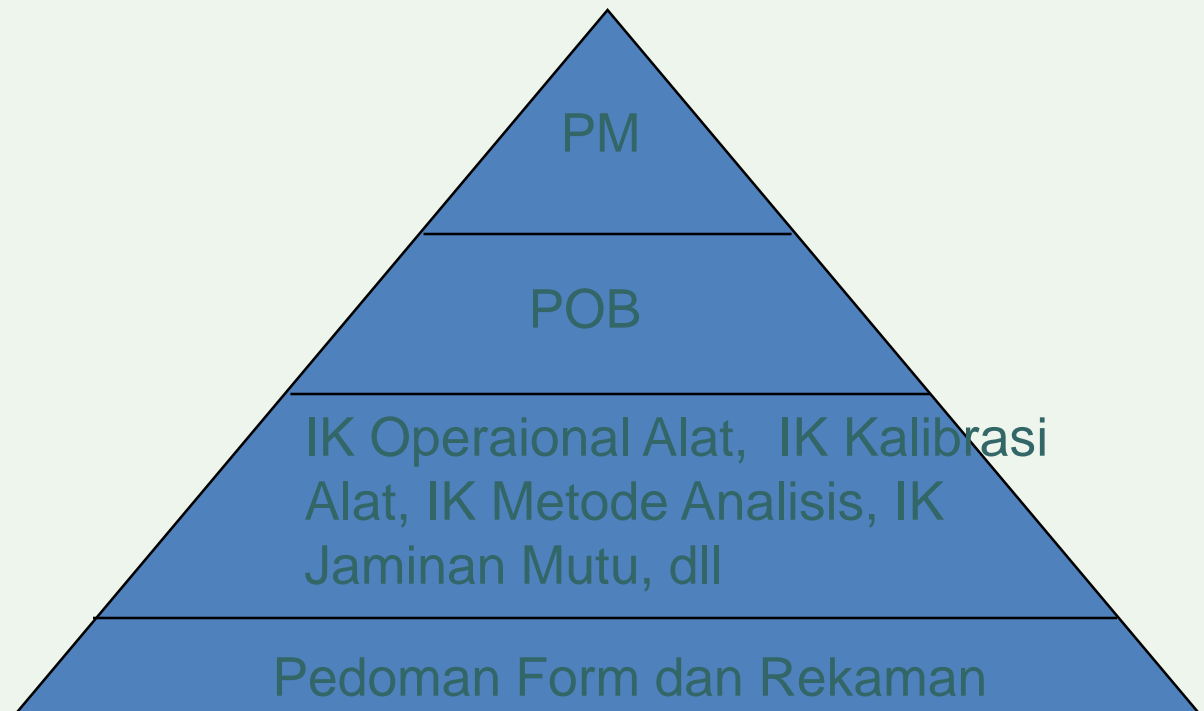 PM
POB
IK Operaional Alat, IK Kalibrasi
Alat, IK Metode Analisis, IK
Jaminan Mutu, dll
Pedoman Form dan Rekaman